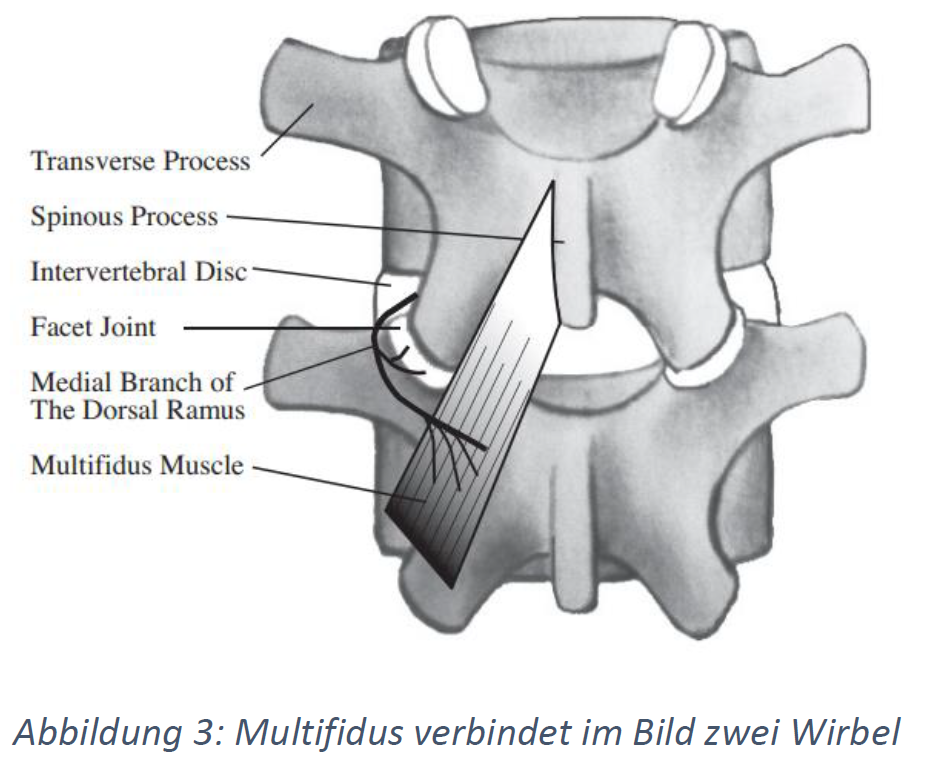 Transverse Process
Spinous Process
Intervertebral Disc
Facet Joint
Medial Branch of
The Dorsal Ramus
Multifidus Muscle
Abbildung 3: Multifidus verbindet im Bild zwei Wirbel